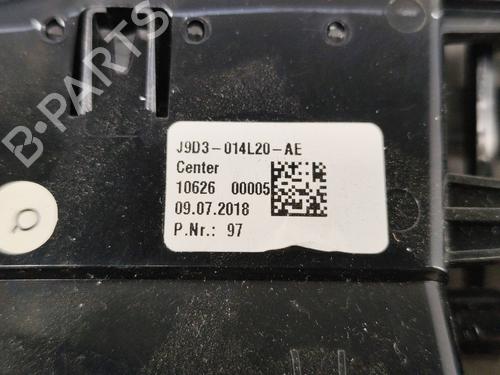 B-PARTS
J9D3-014L20-AE
Center
10626 00005
09.07.2018
P.Nr.: 97